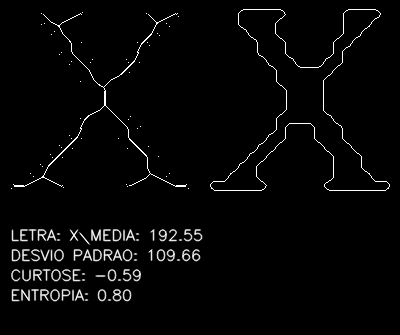 X X
LETRA: X\MEDIA: 192.55
DESVIO PADRAO: 109.66
CURTOSE: -0.59
ENTROPIA: 0.80